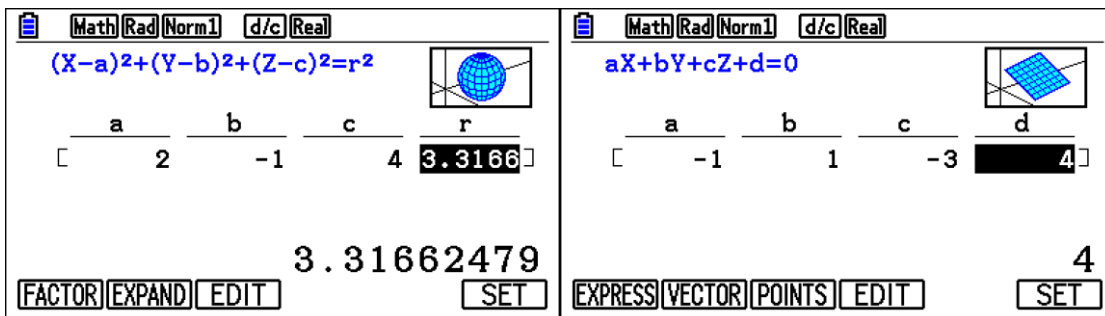 Math Rad Norm1 d/c Real
(X-a)²+(Y-b)²+(Z-c)²=r²
a b c r
[ 2 -1 4 3.3166 ]
3.31662479
FACTOR EXPAND EDIT SET
Math Rad Norm1 d/c Real
aX+bY+cZ+d=0
a b c d
[ -1 1 -3 4 ]
4
EXPRESS VECTOR POINTS EDIT SET